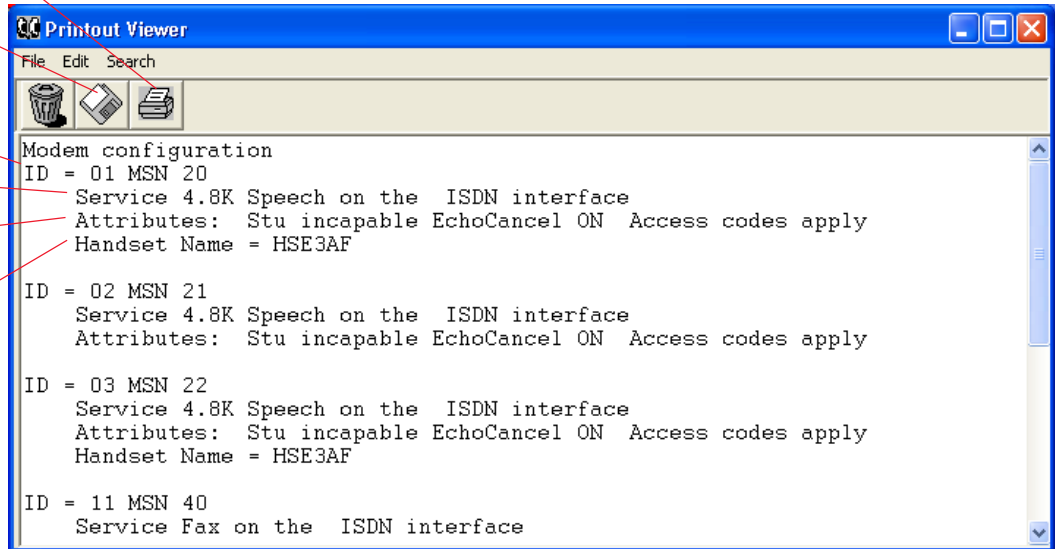 Printout Viewer
File Edit Search
Modem configuration
ID = 01 MSN 20
Service 4.8K Speech on the  ISDN interface
Attributes:  Stu incapable EchoCancel ON  Access codes apply
Handset Name = HSE3AF
ID = 02 MSN 21
Service 4.8K Speech on the  ISDN interface
Attributes:  Stu incapable EchoCancel ON  Access codes apply
ID = 03 MSN 22
Service 4.8K Speech on the  ISDN interface
Attributes:  Stu incapable EchoCancel ON  Access codes apply
Handset Name = HSE3AF
ID = 11 MSN 40
Service Fax on the  ISDN interface